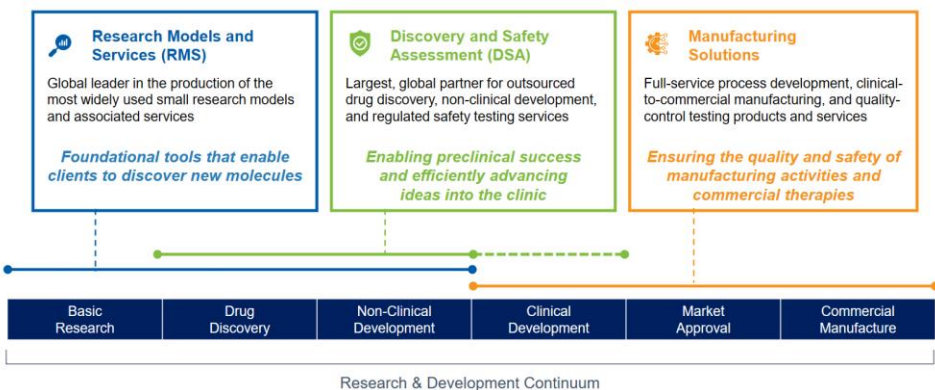 Research Models and
Services (RMS)
Global leader in the production of the
most widely used small research models
and associated services
Foundational tools that enable
clients to discover new molecules
Discovery and Safety
Assessment (DSA)
Largest, global partner for outsourced
drug discovery, non-clinical development,
and regulated safety testing services
Enabling preclinical success
and efficiently advancing
ideas into the clinic
Manufacturing
Solutions
Full-service process development, clinical-
to-commercial manufacturing, and quality-
control testing products and services
Ensuring the quality and safety of
manufacturing activities and
commercial therapies
Basic
Research
Drug
Discovery
Non-Clinical
Development
Clinical
Development
Market
Approval
Commercial
Manufacture
Research & Development Continuum